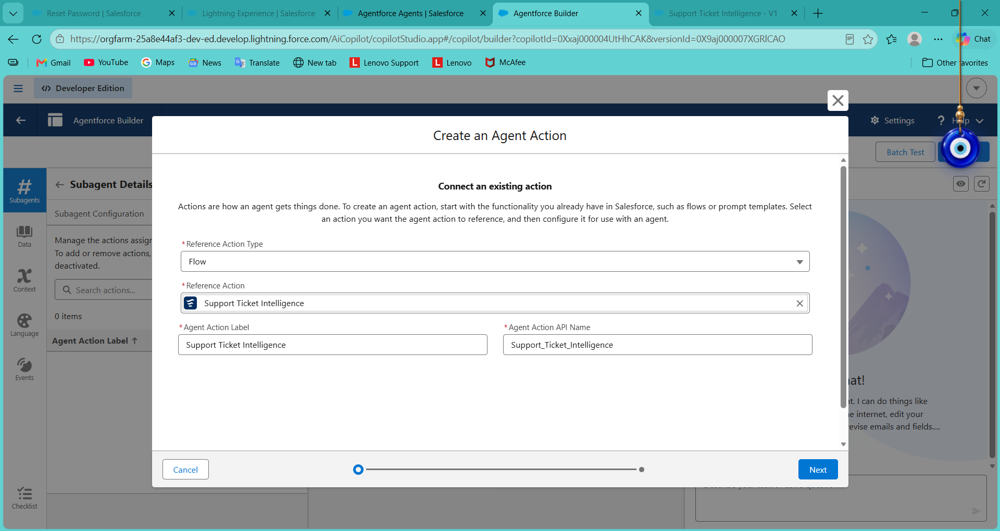 Reset Password | Salesforce
Lightning Experience | Salesforce
Agentforce Agents | Salesforce
Agentforce Builder
Support Ticket Intelligence - V1
https://orgfarm-25a8e44af3-dev-ed.develop.lightning.force.com/AiCopilot/copilotStudio.app#/copilot/builder?copilotId=0Xxaj000004UtHhCAK&versionId=0X9aj000007XGRlCAO
Chat
Gmail
YouTube
Maps
News
Translate
New tab
Lenovo Support
Lenovo
McAfee
Other favorites
Developer Edition
Agentforce Builder
Settings
Help
Batch Test
Subagents
Data
Context
Language
Events
Checklist
Subagent Details
Subagent Configuration
Manage the actions assig
To add or remove actions,
deactivated.
Search actions...
0 items
Agent Action Label
Create an Agent Action
Connect an existing action
Actions are how an agent gets things done. To create an agent action, start with the functionality you already have in Salesforce, such as flows or prompt templates. Select
an action you want the agent action to reference, and then configure it for use with an agent.
*Reference Action Type
Flow
*Reference Action
Support Ticket Intelligence
*Agent Action Label
Support Ticket Intelligence
*Agent Action API Name
Support_Ticket_Intelligence
Cancel
Next
at!
t. I can do things like
e internet, edit your
evise emails and fields....